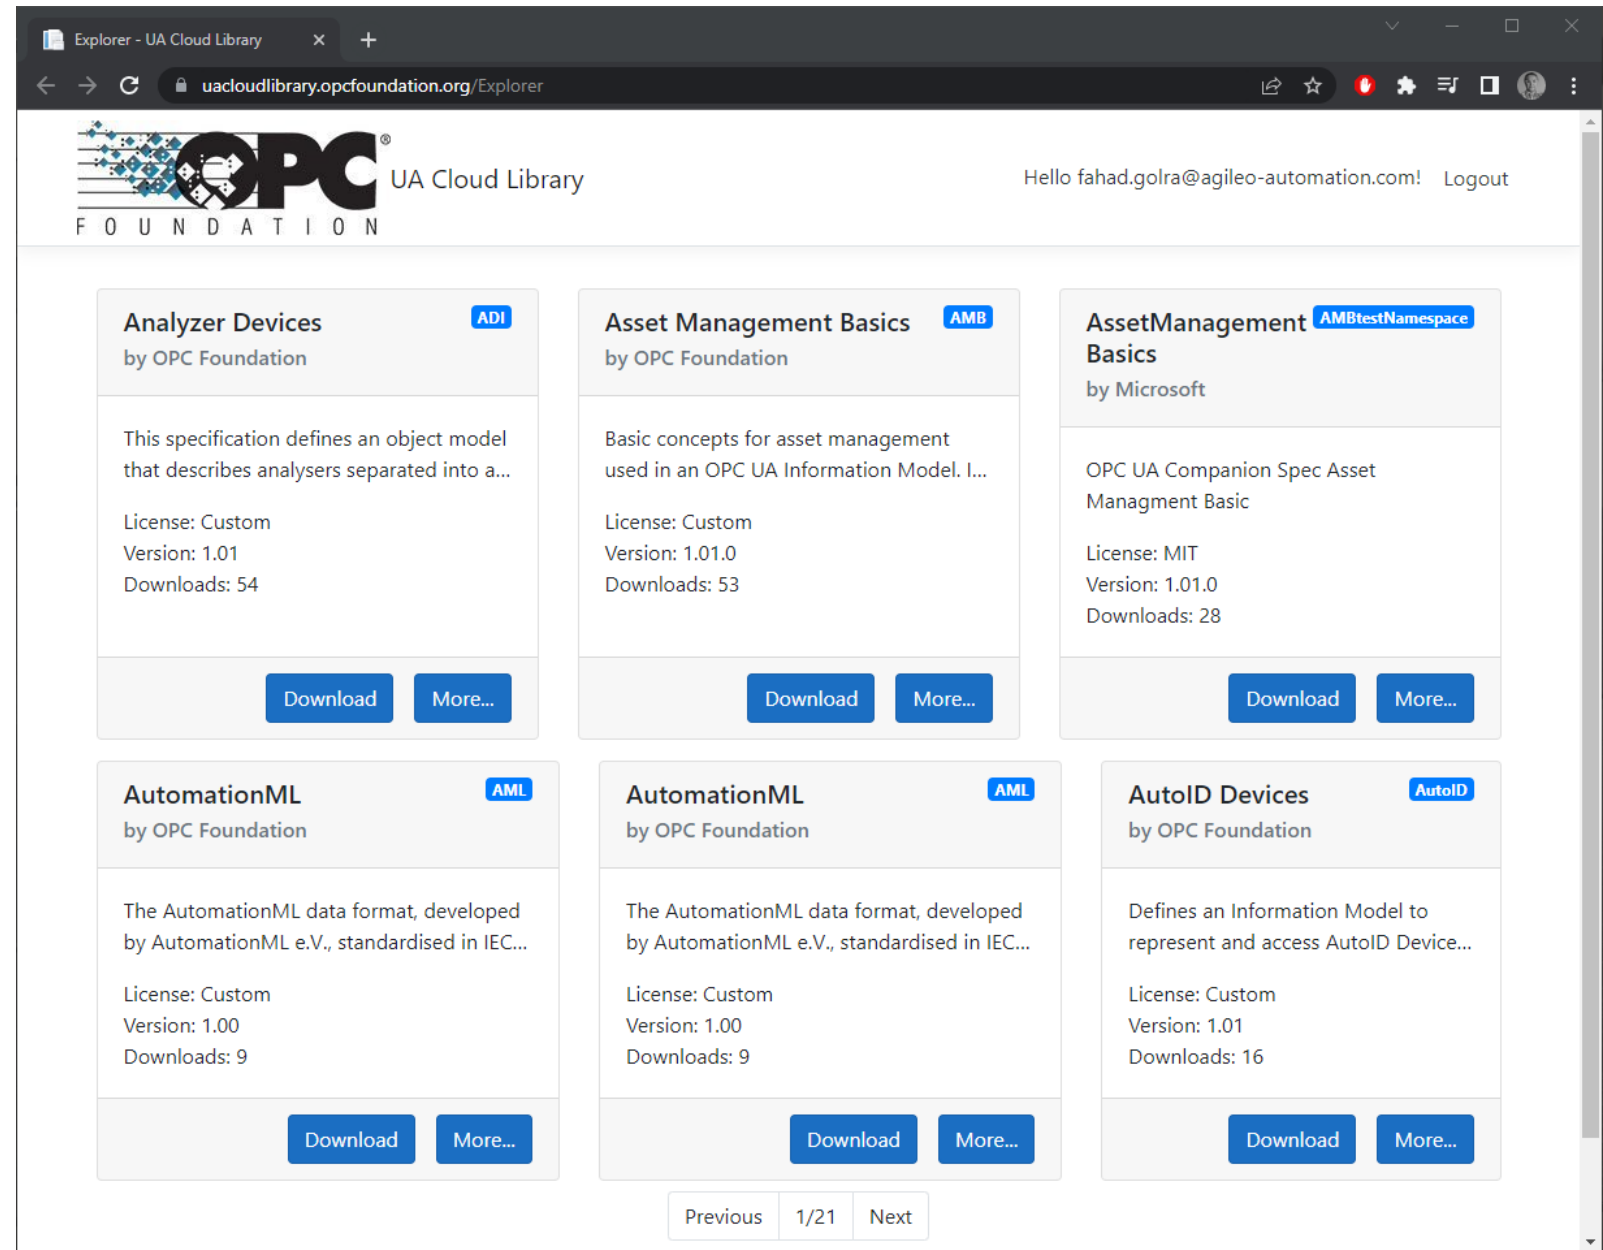 Explorer - UA Cloud Library
uacloudlibrary.opcfoundation.org/Explorer
OPC®
FOUNDATION
UA Cloud Library
Hello fahad.golra@agileo-automation.com! Logout
Analyzer Devices
ADI
by OPC Foundation
This specification defines an object model
that describes analysers separated into a...
License: Custom
Version: 1.01
Downloads: 54
Download
More...
Asset Management Basics
AMB
by OPC Foundation
Basic concepts for asset management
used in an OPC UA Information Model. I...
License: Custom
Version: 1.01.0
Downloads: 53
Download
More...
AssetManagement
AMBtestNamespace
Basics
by Microsoft
OPC UA Companion Spec Asset
Managment Basic
License: MIT
Version: 1.01.0
Downloads: 28
Download
More...
AutomationML
AML
by OPC Foundation
The AutomationML data format, developed
by AutomationML e.V., standardised in IEC...
License: Custom
Version: 1.00
Downloads: 9
Download
More...
AutomationML
AML
by OPC Foundation
The AutomationML data format, developed
by AutomationML e.V., standardised in IEC...
License: Custom
Version: 1.00
Downloads: 9
Download
More...
AutoID Devices
AutoID
by OPC Foundation
Defines an Information Model to
represent and access AutoID Device...
License: Custom
Version: 1.01
Downloads: 16
Download
More...
Previous
1/21
Next